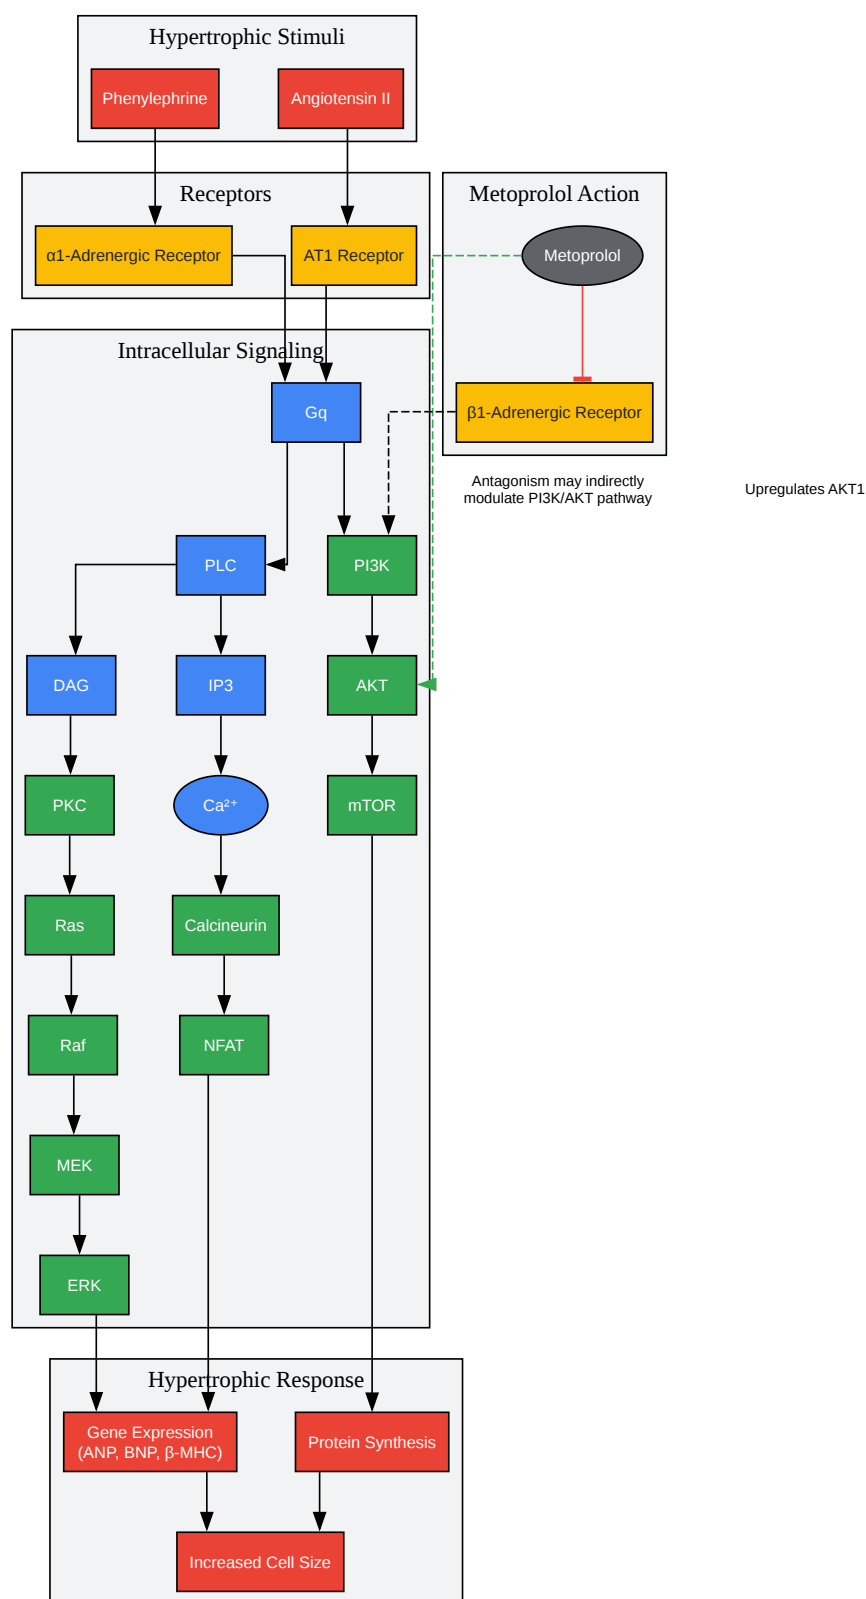 Hypertrophic Stimuli
Phenylephrine
Angiotensin II
Receptors
α1-Adrenergic Receptor
AT1 Receptor
Metoprolol Action
Metoprolol
β1-Adrenergic Receptor
Antagonism may indirectly
modulate PI3K/AKT pathway
Upregulates AKT1
Intracellular Signaling
Gq
PLC
PI3K
DAG
IP3
AKT
PKC
Ca²⁺
mTOR
Ras
Calcineurin
Raf
NFAT
MEK
ERK
Hypertrophic Response
Gene Expression
(ANP, BNP, β-MHC)
Protein Synthesis
Increased Cell Size